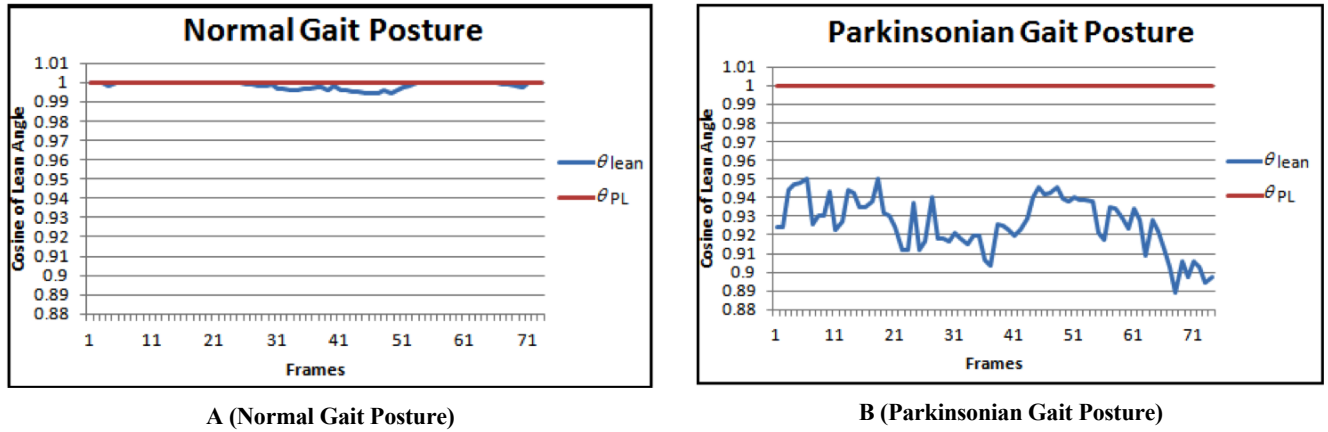 Normal Gait Posture
1.01
1
0.99
0.98
0.97
0.96
0.95
0.94
0.93
0.92
0.91
0.9
0.89
0.88
Cosine of Lean Angle
1 11 21 31 41 51 61 71
Frames
θ lean
θ PL
A (Normal Gait Posture)
Parkinsonian Gait Posture
1.01
1
0.99
0.98
0.97
0.96
0.95
0.94
0.93
0.92
0.91
0.9
0.89
0.88
Cosine of Lean Angle
1 11 21 31 41 51 61 71
Frames
θ lean
θ PL
B (Parkinsonian Gait Posture)